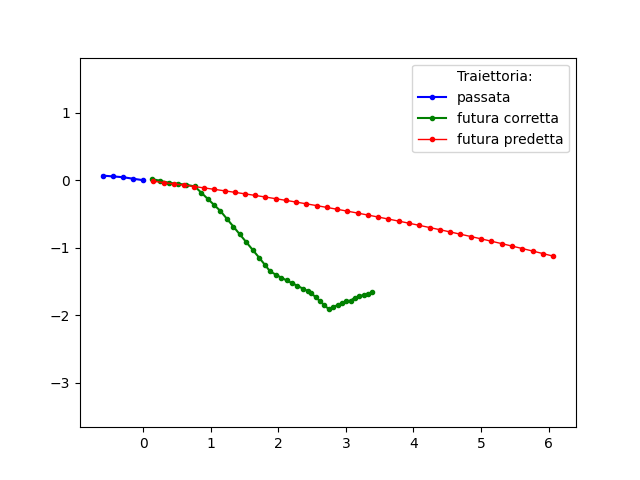 Traiettoria:
passata
futura corretta
futura predetta
1
0
−1
−2
−3
0 1 2 3 4 5 6